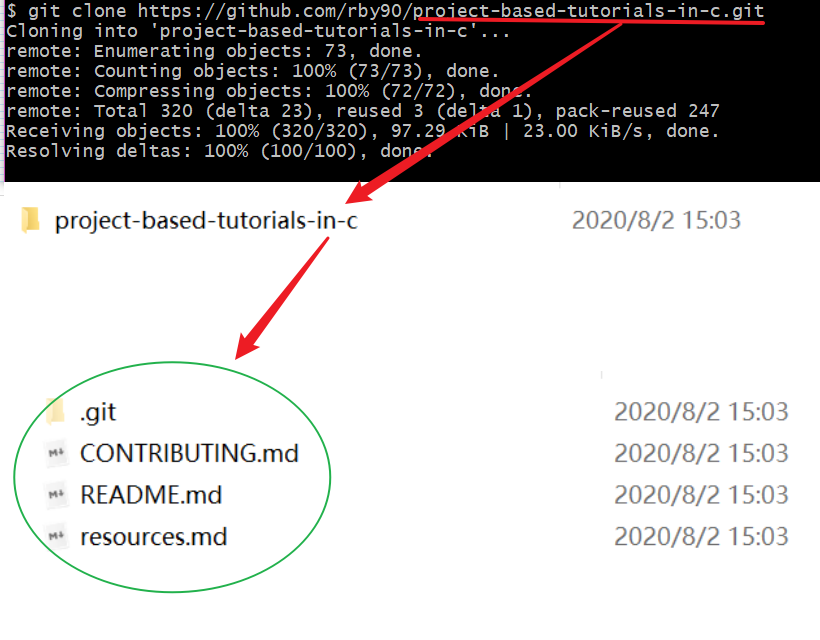 $ git clone https://github.com/rby90/project-based-tutorials-in-c.git
Cloning into 'project-based-tutorials-in-c'...
remote: Enumerating objects: 73, done.
remote: Counting objects: 100% (73/73), done.
remote: Compressing objects: 100% (72/72), done.
remote: Total 320 (delta 23), reused 3 (delta 1), pack-reused 247
Receiving objects: 100% (320/320), 97.29 KiB | 23.00 KiB/s, done.
Resolving deltas: 100% (100/100), done.
project-based-tutorials-in-c 2020/8/2 15:03
.git 2020/8/2 15:03
CONTRIBUTING.md 2020/8/2 15:03
README.md 2020/8/2 15:03
resources.md 2020/8/2 15:03